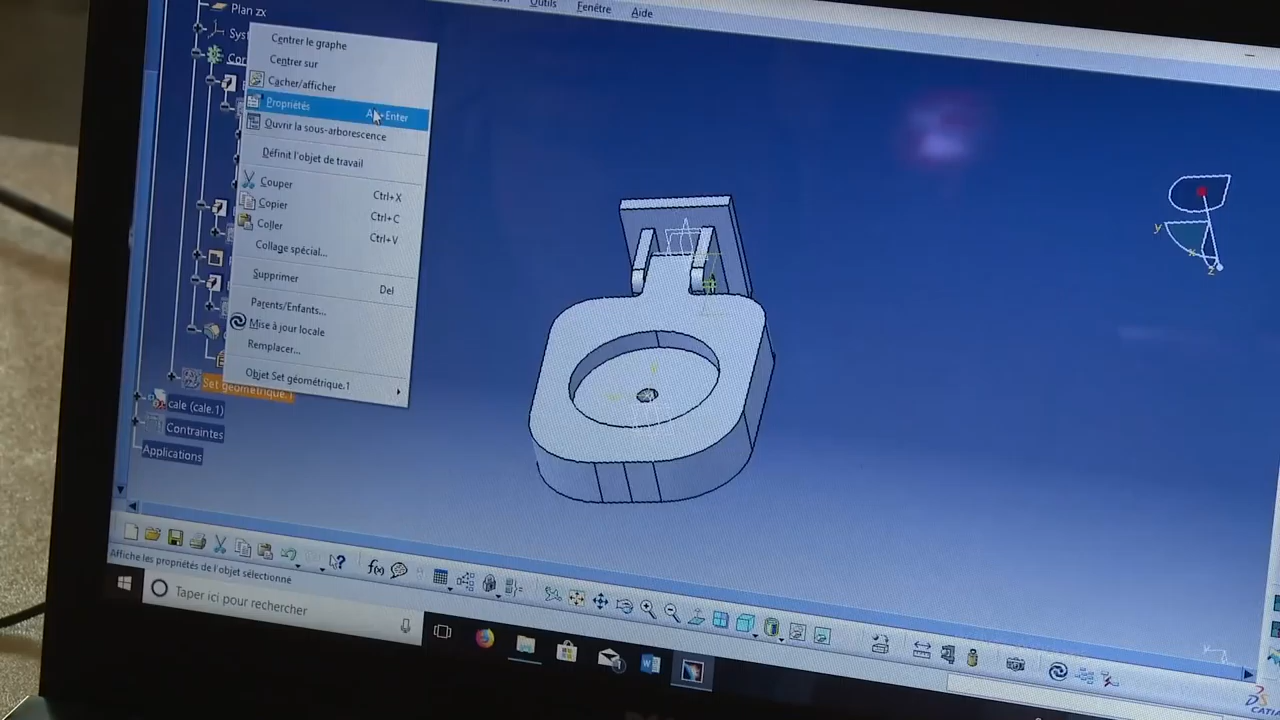 Outils Fenêtre Aide
Plan zx
Centrer le graphe
Centrer sur
Cacher/afficher
Propriétés
Ouvrir la sous-arborescence
Définit l'objet de travail
Couper Ctrl+X
Copier Ctrl+C
Coller Ctrl+V
Collage spécial...
Supprimer Del
Parents/Enfants...
Mise à jour locale
Remplacer...
Objet Set géométrique.1
Set géométrique.1
cale (cale.1)
Contraintes
Applications
y
x
z
Affiche les propriétés de l'objet sélectionné
Taper ici pour rechercher
CATIA